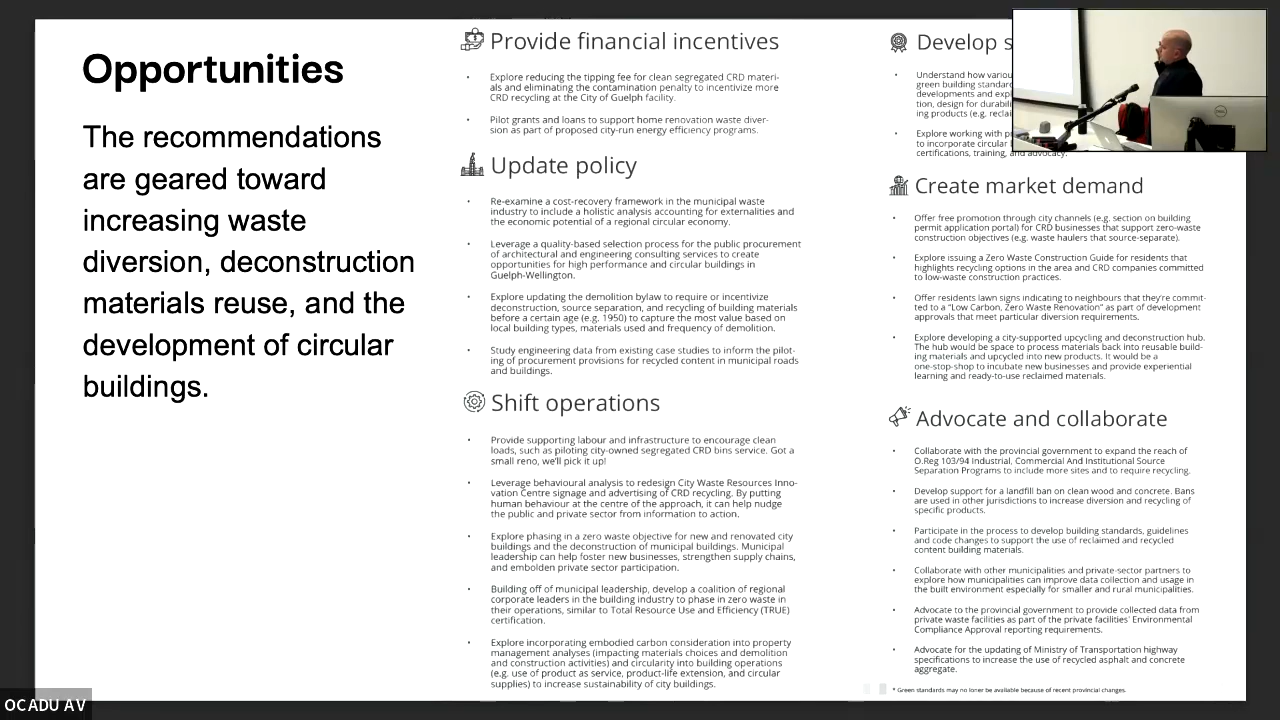 Opportunities
The recommendations
are geared toward
increasing waste
diversion, deconstruction
materials reuse, and the
development of circular
buildings.
Provide financial incentives
• Explore reducing the tipping fee for clean segregated CRD materi-
als and eliminating the contamination penalty to incentivize more
CRD recycling at the City of Guelph facility.
• Pilot grants and loans to support home renovation waste diver-
sion as part of proposed city-run energy efficiency programs.
Update policy
• Re-examine a cost-recovery framework in the municipal waste
industry to include a holistic analysis accounting for externalities and
the economic potential of a regional circular economy.
• Leverage a quality-based selection process for the public procurement
of architectural and engineering consulting services to create
opportunities for high performance and circular buildings in
Guelph-Wellington.
• Explore updating the demolition bylaw to require or incentivize
deconstruction, source separation, and recycling of building materials
before a certain age (e.g. 1950) to capture the most value based on
local building types, materials used and frequency of demolition.
• Study engineering data from existing case studies to inform the pilot-
ing of procurement provisions for recycled content in municipal roads
and buildings.
Shift operations
• Provide supporting labour and infrastructure to encourage clean
loads, such as piloting city-owned segregated CRD bins service. Got a
small reno, we'll pick it up!
• Leverage behavioural analysis to redesign City Waste Resources Inno-
vation Centre signage and advertising of CRD recycling. By putting
human behaviour at the centre of the approach, it can help nudge
the public and private sector from information to action.
• Explore phasing in a zero waste objective for new and renovated city
buildings and the deconstruction of municipal buildings. Municipal
leadership can help foster new businesses, strengthen supply chains,
and embolden private sector participation.
• Building off of municipal leadership, develop a coalition of regional
corporate leaders in the building industry to phase in zero waste in
their operations, similar to Total Resource Use and Efficiency (TRUE)
certification.
• Explore incorporating embodied carbon consideration into property
management analyses (impacting materials choices and demolition
and construction activities) and circularity into building operations
(e.g. use of product as service, product-life extension, and circular
supplies) to increase sustainability of city buildings.
Develop s
• Understand how variou
green building standard
developments and exp
tion, design for durabili
ing products (e.g. reclai
• Explore working with p
to incorporate circular
certifications, training, and advocacy.
Create market demand
• Offer free promotion through city channels (e.g. section on building
permit application portal) for CRD businesses that support zero-waste
construction objectives (e.g. waste haulers that source-separate).
• Explore issuing a Zero Waste Construction Guide for residents that
highlights recycling options in the area and CRD companies committed
to low-waste construction practices.
• Offer residents lawn signs indicating to neighbours that they're commit-
ted to a "Low Carbon, Zero Waste Renovation" as part of development
approvals that meet particular diversion requirements.
• Explore developing a city-supported upcycling and deconstruction hub.
The hub would be space to process materials back into reusable build-
ing materials and upcycled into new products. It would be a
one-stop-shop to incubate new businesses and provide experiential
learning and ready-to-use reclaimed materials.
Advocate and collaborate
• Collaborate with the provincial government to expand the reach of
O.Reg 103/94 Industrial, Commercial And Institutional Source
Separation Programs to include more sites and to require recycling.
• Develop support for a landfill ban on clean wood and concrete. Bans
are used in other jurisdictions to increase diversion and recycling of
specific products.
• Participate in the process to develop building standards, guidelines
and code changes to support the use of reclaimed and recycled
content building materials.
• Collaborate with other municipalities and private-sector partners to
explore how municipalities can improve data collection and usage in
the built environment especially for smaller and rural municipalities.
• Advocate to the provincial government to provide collected data from
private waste facilities as part of the private facilities' Environmental
Compliance Approval reporting requirements.
• Advocate for the updating of Ministry of Transportation highway
specifications to increase the use of recycled asphalt and concrete
aggregate.
* Green standards may no loner be available because of recent provincial changes.
OCADU AV